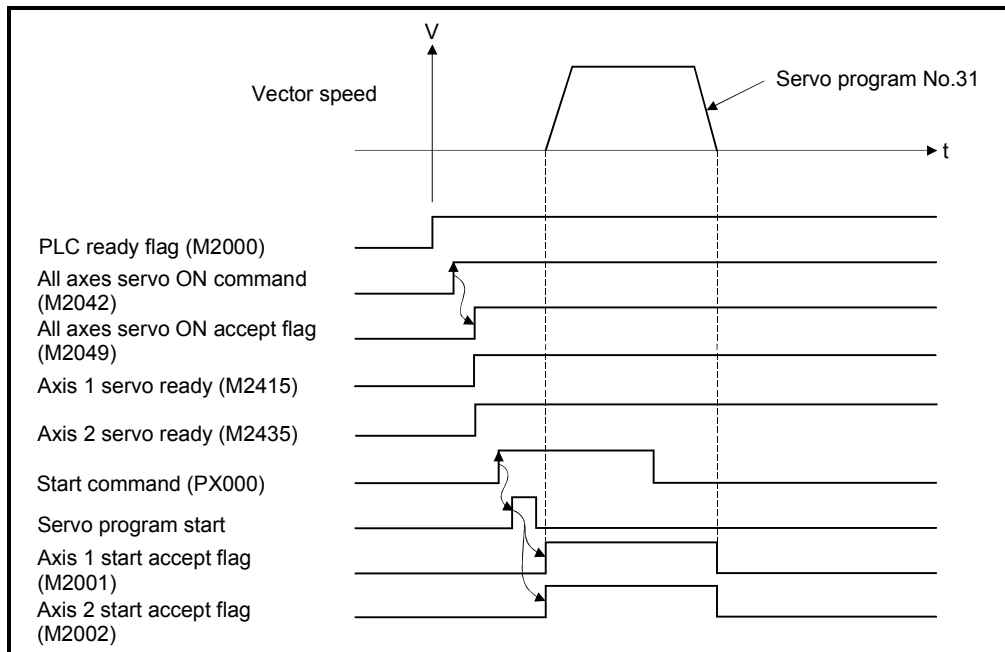 V
Vector speed
Servo program No.31
t
PLC ready flag (M2000)
All axes servo ON command
(M2042)
All axes servo ON accept flag
(M2049)
Axis 1 servo ready (M2415)
Axis 2 servo ready (M2435)
Start command (PX000)
Servo program start
Axis 1 start accept flag
(M2001)
Axis 2 start accept flag
(M2002)